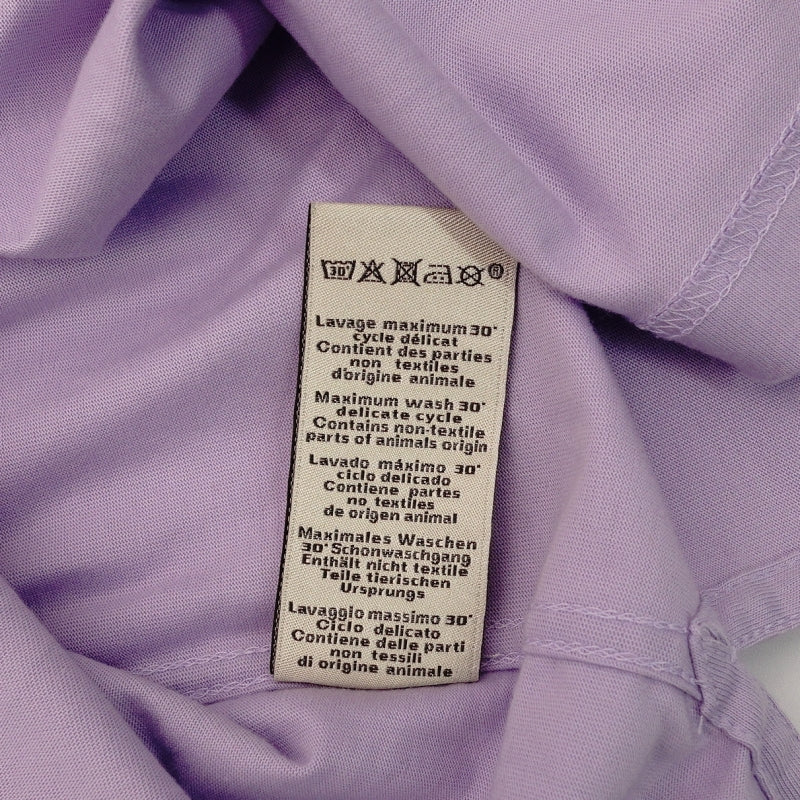 30°
®
Lavage maximum 30°
cycle délicat
Contient des parties
non textiles
d'origine animale
Maximum wash 30°
delicate cycle
Contains non-textile
parts of animals origin
Lavado máximo 30°
ciclo delicado
Contiene partes
no textiles
de origen animal
Maximales Waschen
30° Schonwaschgang
Enthält nicht textile
Teile tierischen
Ursprungs
Lavaggio massimo 30°
Ciclo delicato
Contiene delle parti
non tessili
di origine animale